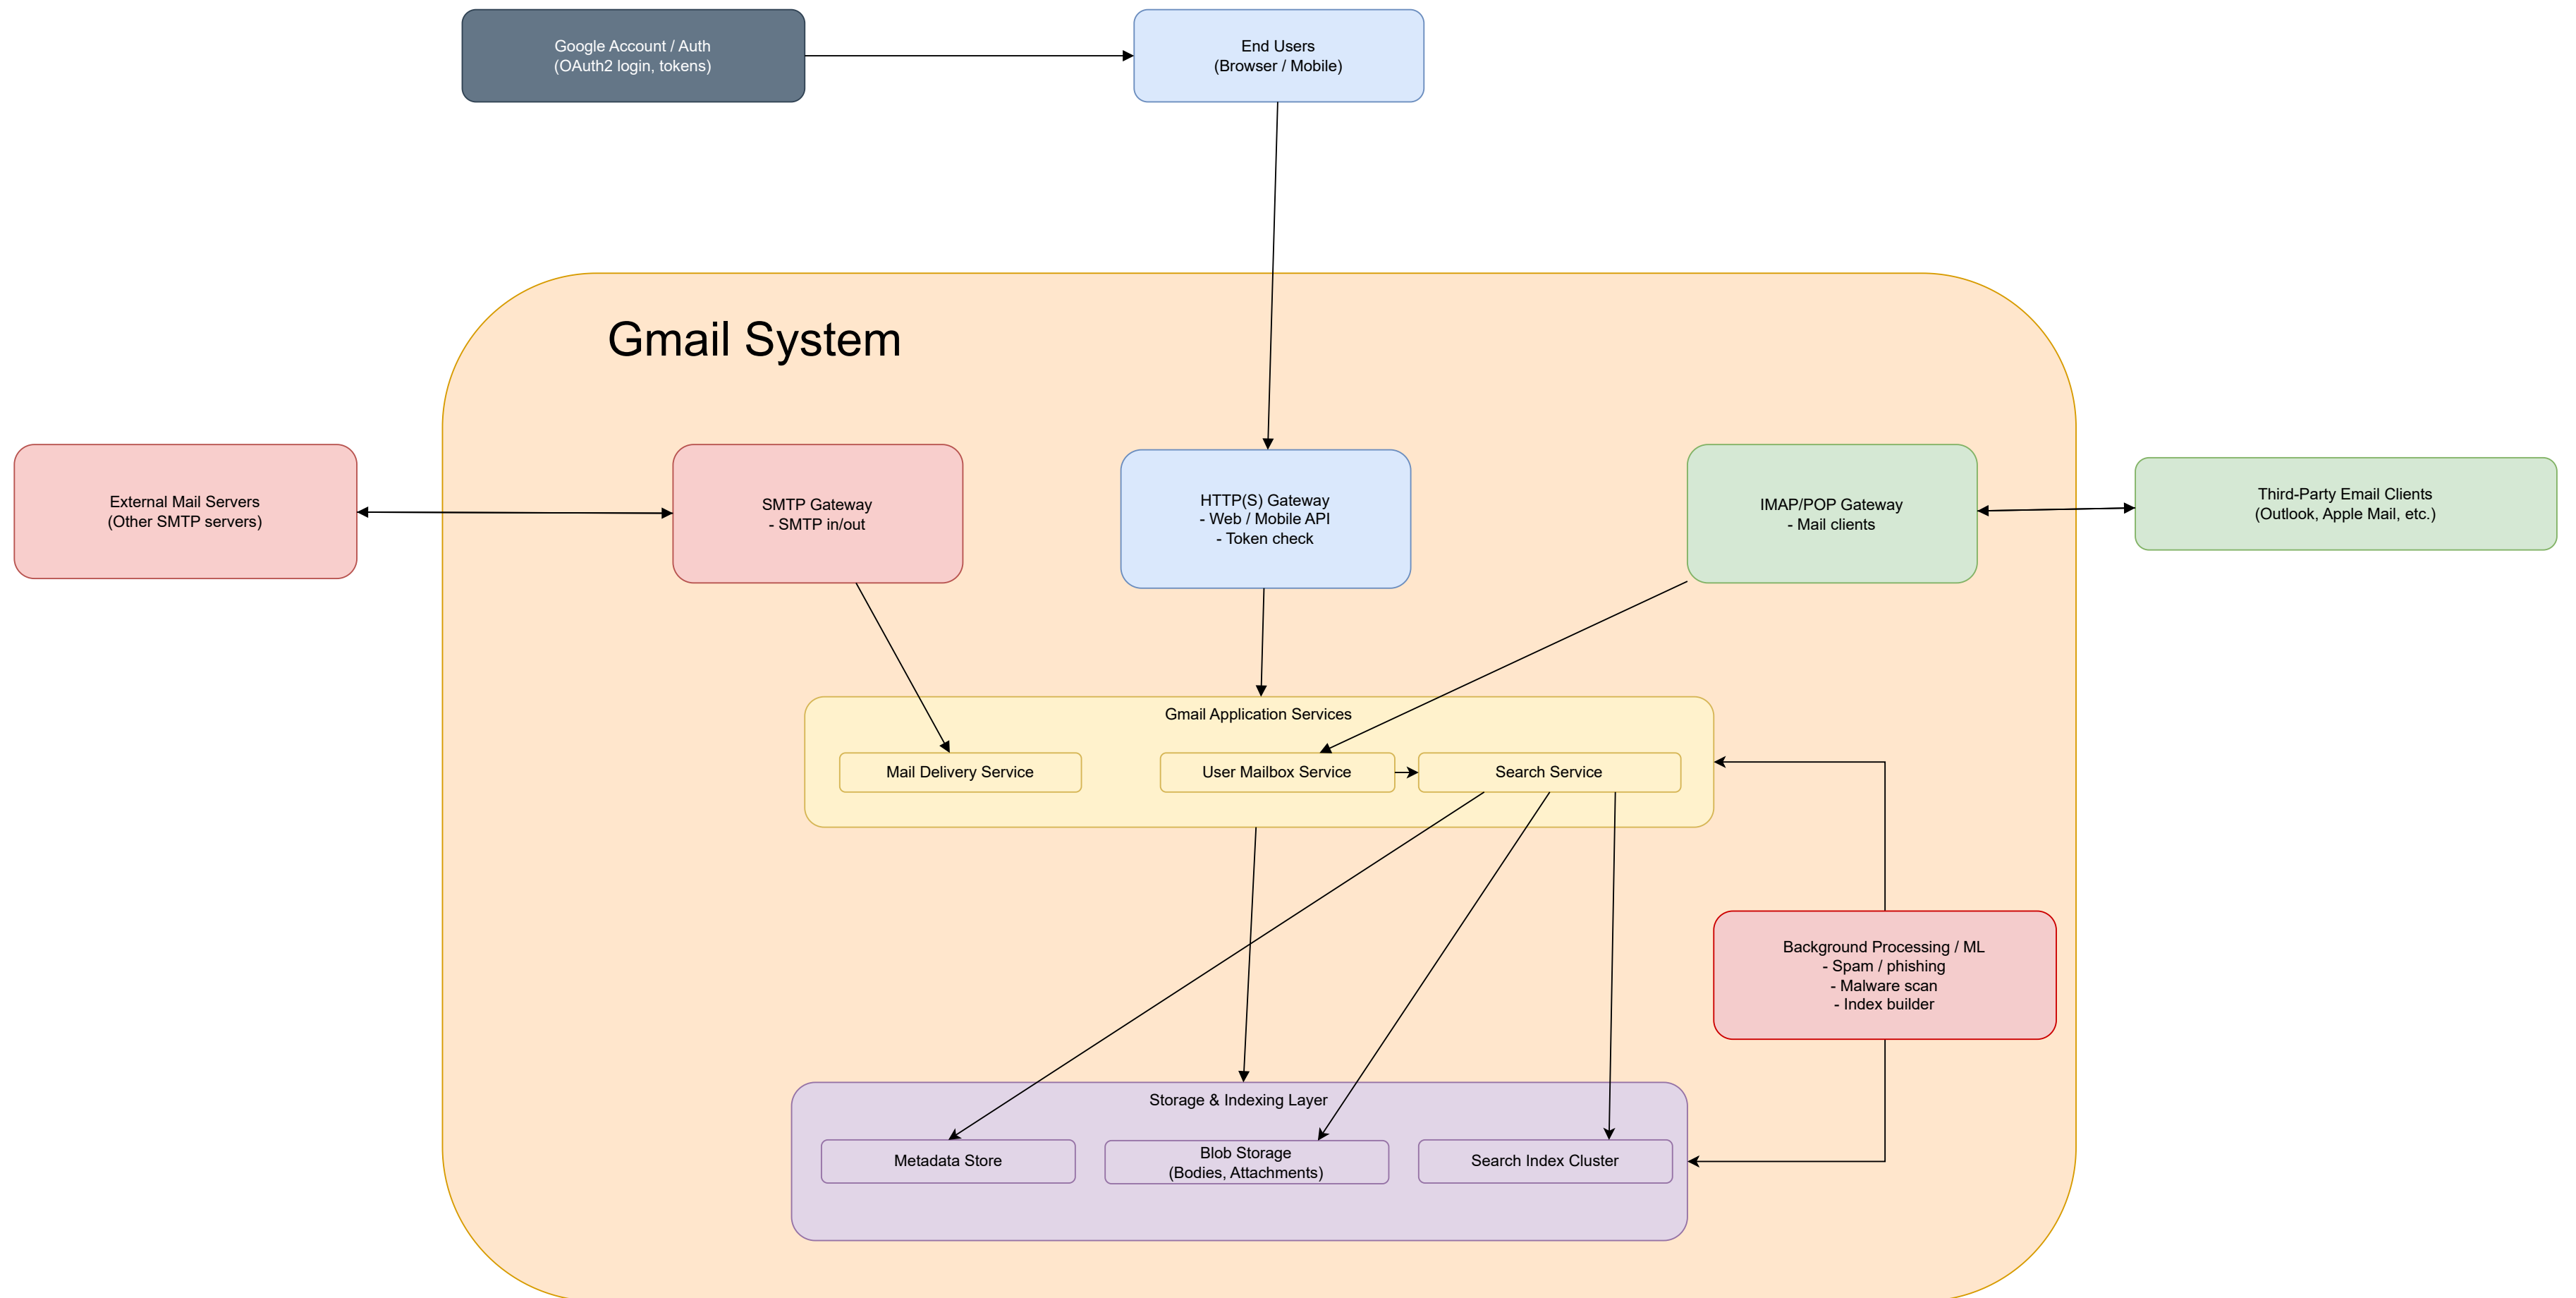 Google Account / Auth
(OAuth2 login, tokens)
End Users
(Browser / Mobile)
Gmail System
External Mail Servers
(Other SMTP servers)
SMTP Gateway
- SMTP in/out
HTTP(S) Gateway
- Web / Mobile API
- Token check
IMAP/POP Gateway
- Mail clients
Third-Party Email Clients
(Outlook, Apple Mail, etc.)
Gmail Application Services
Mail Delivery Service
User Mailbox Service
Search Service
Background Processing / ML
- Spam / phishing
- Malware scan
- Index builder
Storage & Indexing Layer
Metadata Store
Blob Storage
(Bodies, Attachments)
Search Index Cluster